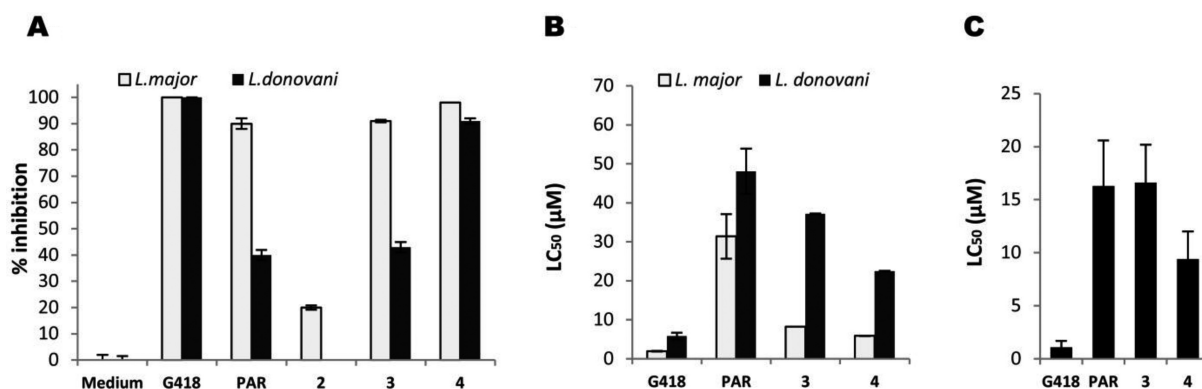 A
L.major L.donovani
% inhibition
100
90
80
70
60
50
40
30
20
10
0
Medium G418 PAR 2 3 4
B
L. major L. donovani
LC50 (µM)
70
60
50
40
30
20
10
0
G418 PAR 3 4
C
LC50 (µM)
25
20
15
10
5
0
G418 PAR 3 4